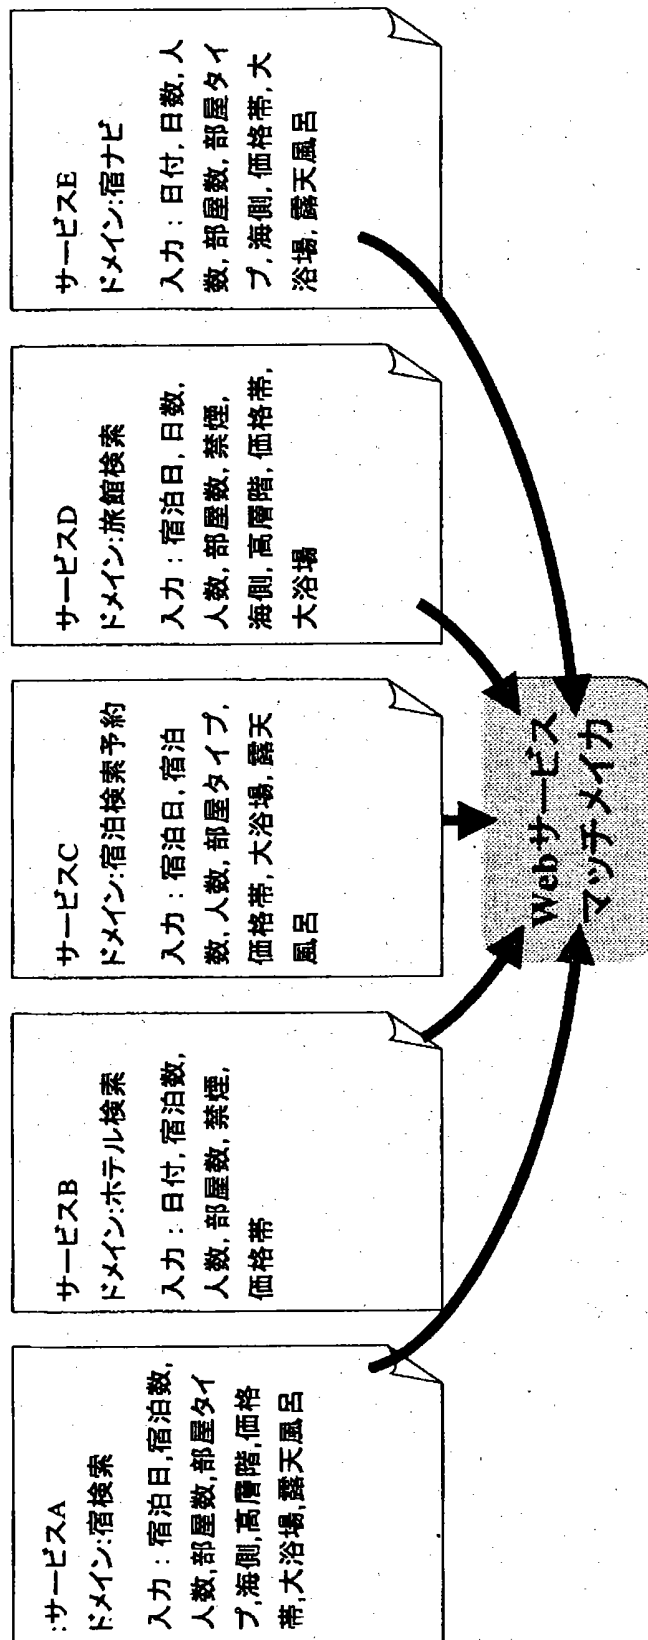 :サービスA
ドメイン:宿検索
入力：宿泊日,宿泊数,
人数,部屋数,部屋タイ
プ,海側,高層階,価格
帯,大浴場,露天風呂
サービスB
ドメイン:ホテル検索
入力：日付,宿泊数,
人数,部屋数,禁煙,
価格帯
サービスC
ドメイン:宿泊検索予約
入力：宿泊日,宿泊
数,人数,部屋タイプ,
価格帯,大浴場,露天
風呂
サービスD
ドメイン:旅館検索
入力：宿泊日,日数,
人数,部屋数,禁煙,
海側,高層階,価格帯,
大浴場
サービスE
ドメイン:宿ナビ
入力：日付,日数,人
数,部屋数,部屋タイ
プ,海側,価格帯,大
浴場,露天風呂
Webサービス
マッチメイカ